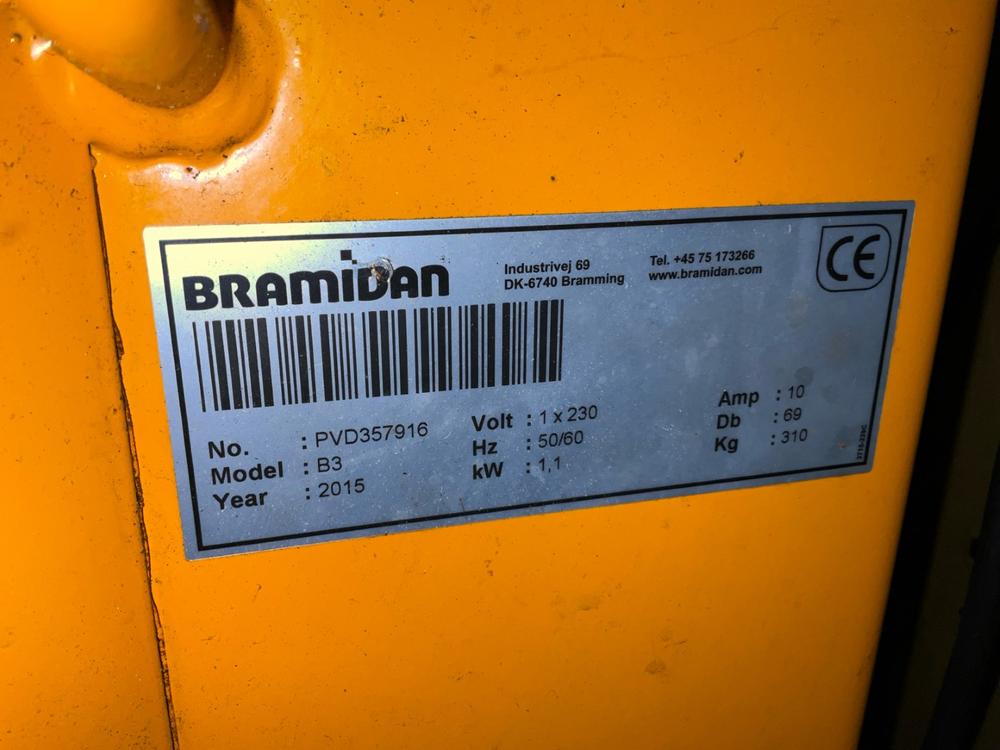 BRAMIDAN
Industrivej 69
DK-6740 Bramming
Tel. +45 75 173266
www.bramidan.com
CE
No. : PVD357916
Model : B3
Year : 2015
Volt : 1 x 230
Hz : 50/60
kW : 1,1
Amp : 10
Db : 69
Kg : 310